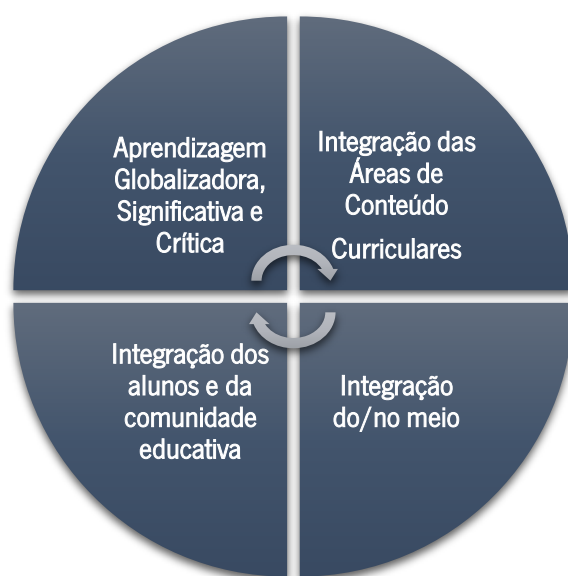 Aprendizagem
Globalizadora,
Significativa e
Crítica
Integração das
Áreas de
Conteúdo
Curriculares
Integração dos
alunos e da
comunidade
educativa
Integração
do/no meio